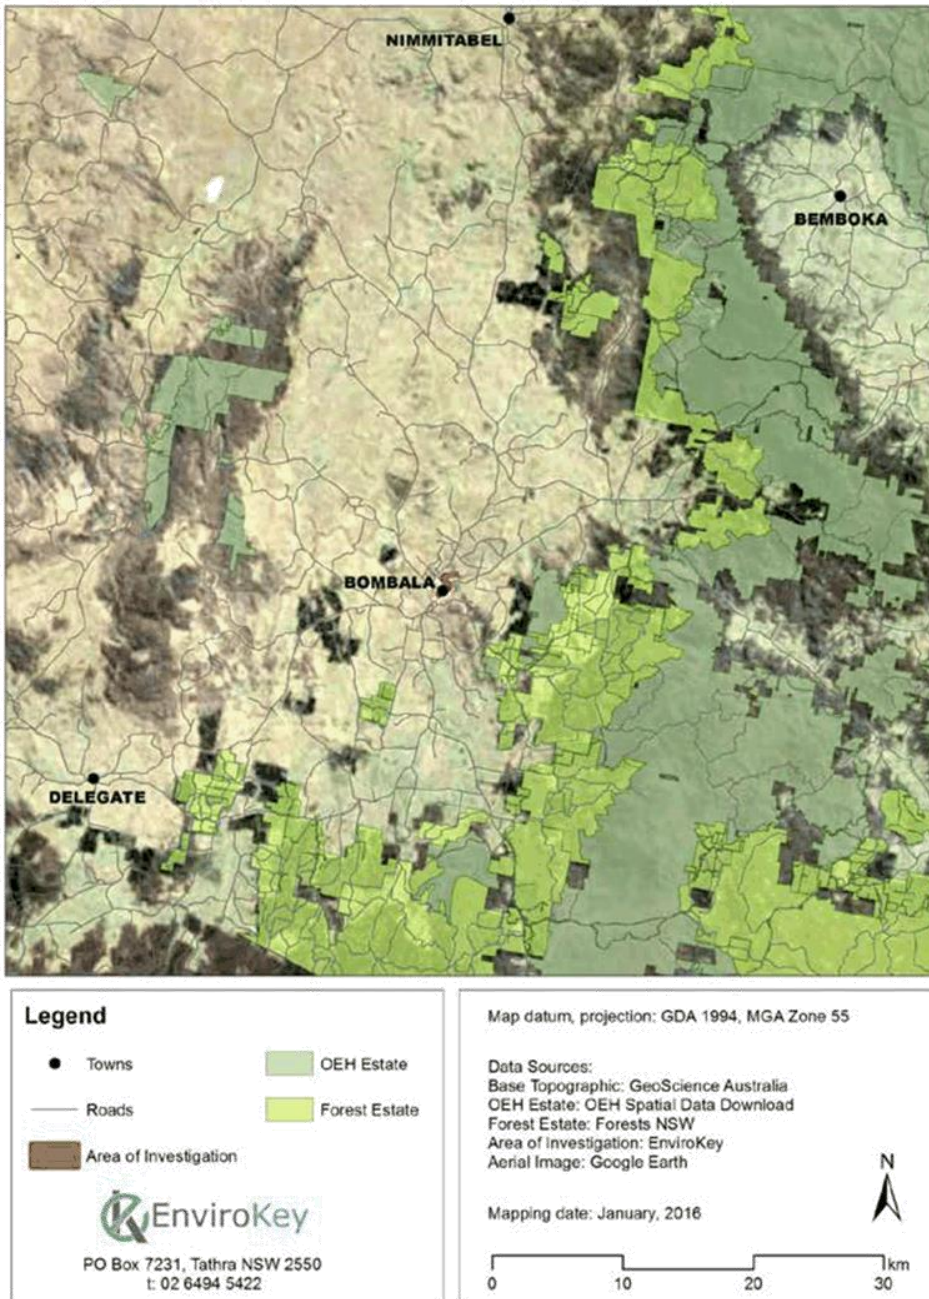 NIMMITABEL
BEMBOKA
BOMBALA
DELEGATE
Legend
Towns
OEH Estate
Roads
Forest Estate
Area of Investigation
EnviroKey
PO Box 7231, Tathra NSW 2550
t: 02 6494 5422
Map datum, projection: GDA 1994, MGA Zone 55
Data Sources:
Base Topographic: GeoScience Australia
OEH Estate: OEH Spatial Data Download
Forest Estate: Forests NSW
Area of Investigation: EnviroKey
Aerial Image: Google Earth
N
Mapping date: January, 2016
km
0 10 20 30